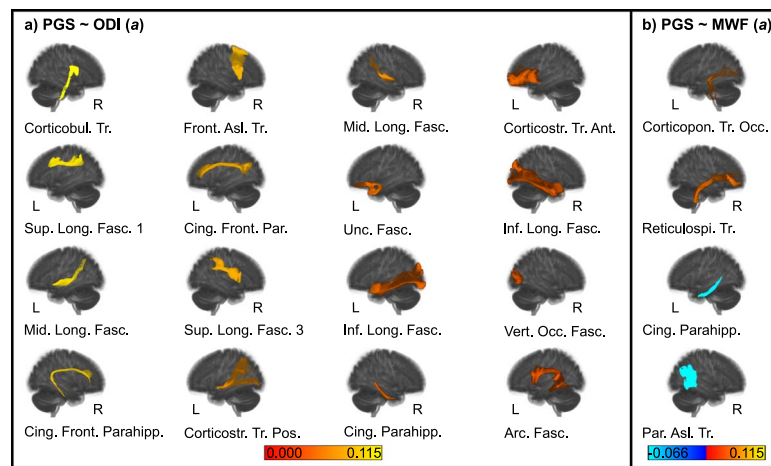 a) PGS ~ ODI (a)
R
R
R
L
Corticobul. Tr.
Front. Asl. Tr.
Mid. Long. Fasc.
Corticostr. Tr. Ant.
L
L
L
R
Sup. Long. Fasc. 1
Cing. Front. Par.
Unc. Fasc.
Inf. Long. Fasc.
L
R
L
R
Mid. Long. Fasc.
Sup. Long. Fasc. 3
Inf. Long. Fasc.
Vert. Occ. Fasc.
R
L
R
L
Cing. Front. Parahipp.
Corticostr. Tr. Pos.
Cing. Parahipp.
Arc. Fasc.
0.000 0.115
b) PGS ~ MWF (a)
L
Corticopon. Tr. Occ.
R
Reticulospi. Tr.
L
Cing. Parahipp.
R
Par. Asl. Tr.
-0.066 0.115